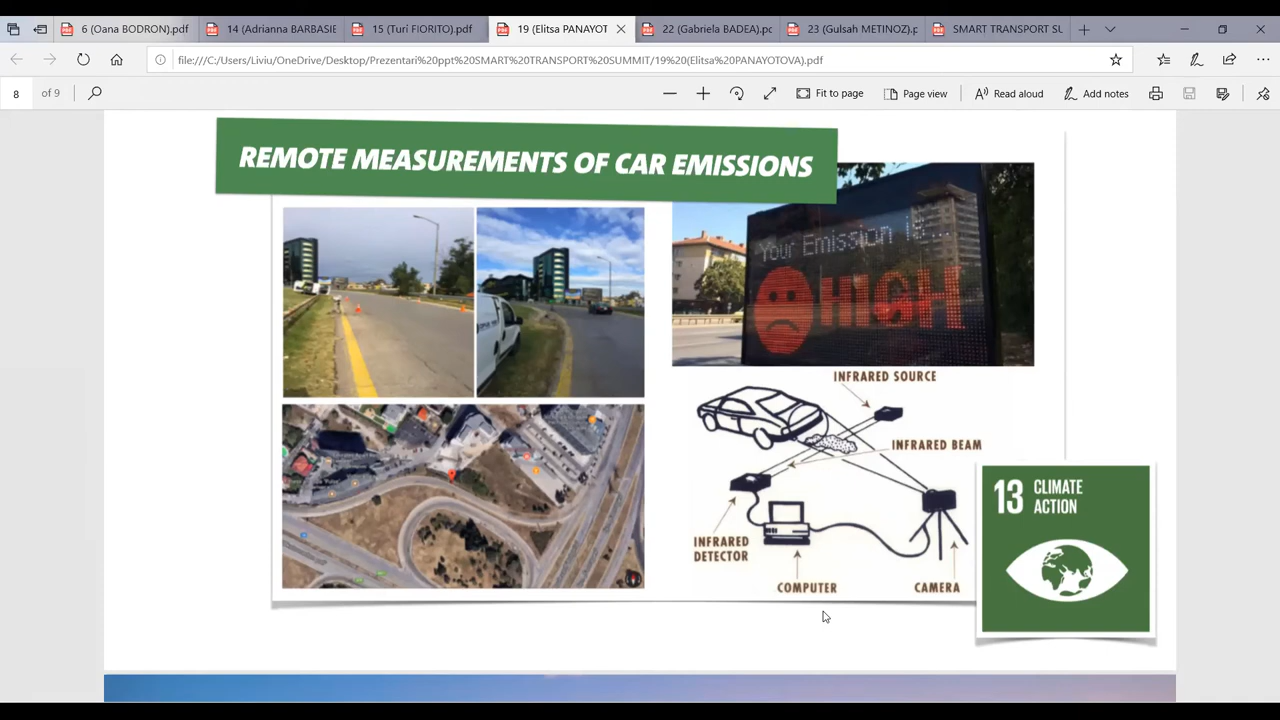 6 (Oana BODRON).pdf
14 (Adrianna BARBASIE
15 (Turi FIORITO).pdf
19 (Elitsa PANAYOT
22 (Gabriela BADEA).pc
23 (Gulsah METINOZ).p
SMART TRANSPORT SU
file:///C:/Users/Liviu/OneDrive/Desktop/Prezentari%20ppt%20SMART%20TRANSPORT%20SUMMIT/19%20(Elitsa%20PANAYOTOVA).pdf
8 of 9
Fit to page
Page view
Read aloud
Add notes
REMOTE MEASUREMENTS OF CAR EMISSIONS
Your Emission is..
HIGH
INFRARED SOURCE
INFRARED BEAM
INFRARED
DETECTOR
COMPUTER
CAMERA
13 CLIMATE
ACTION